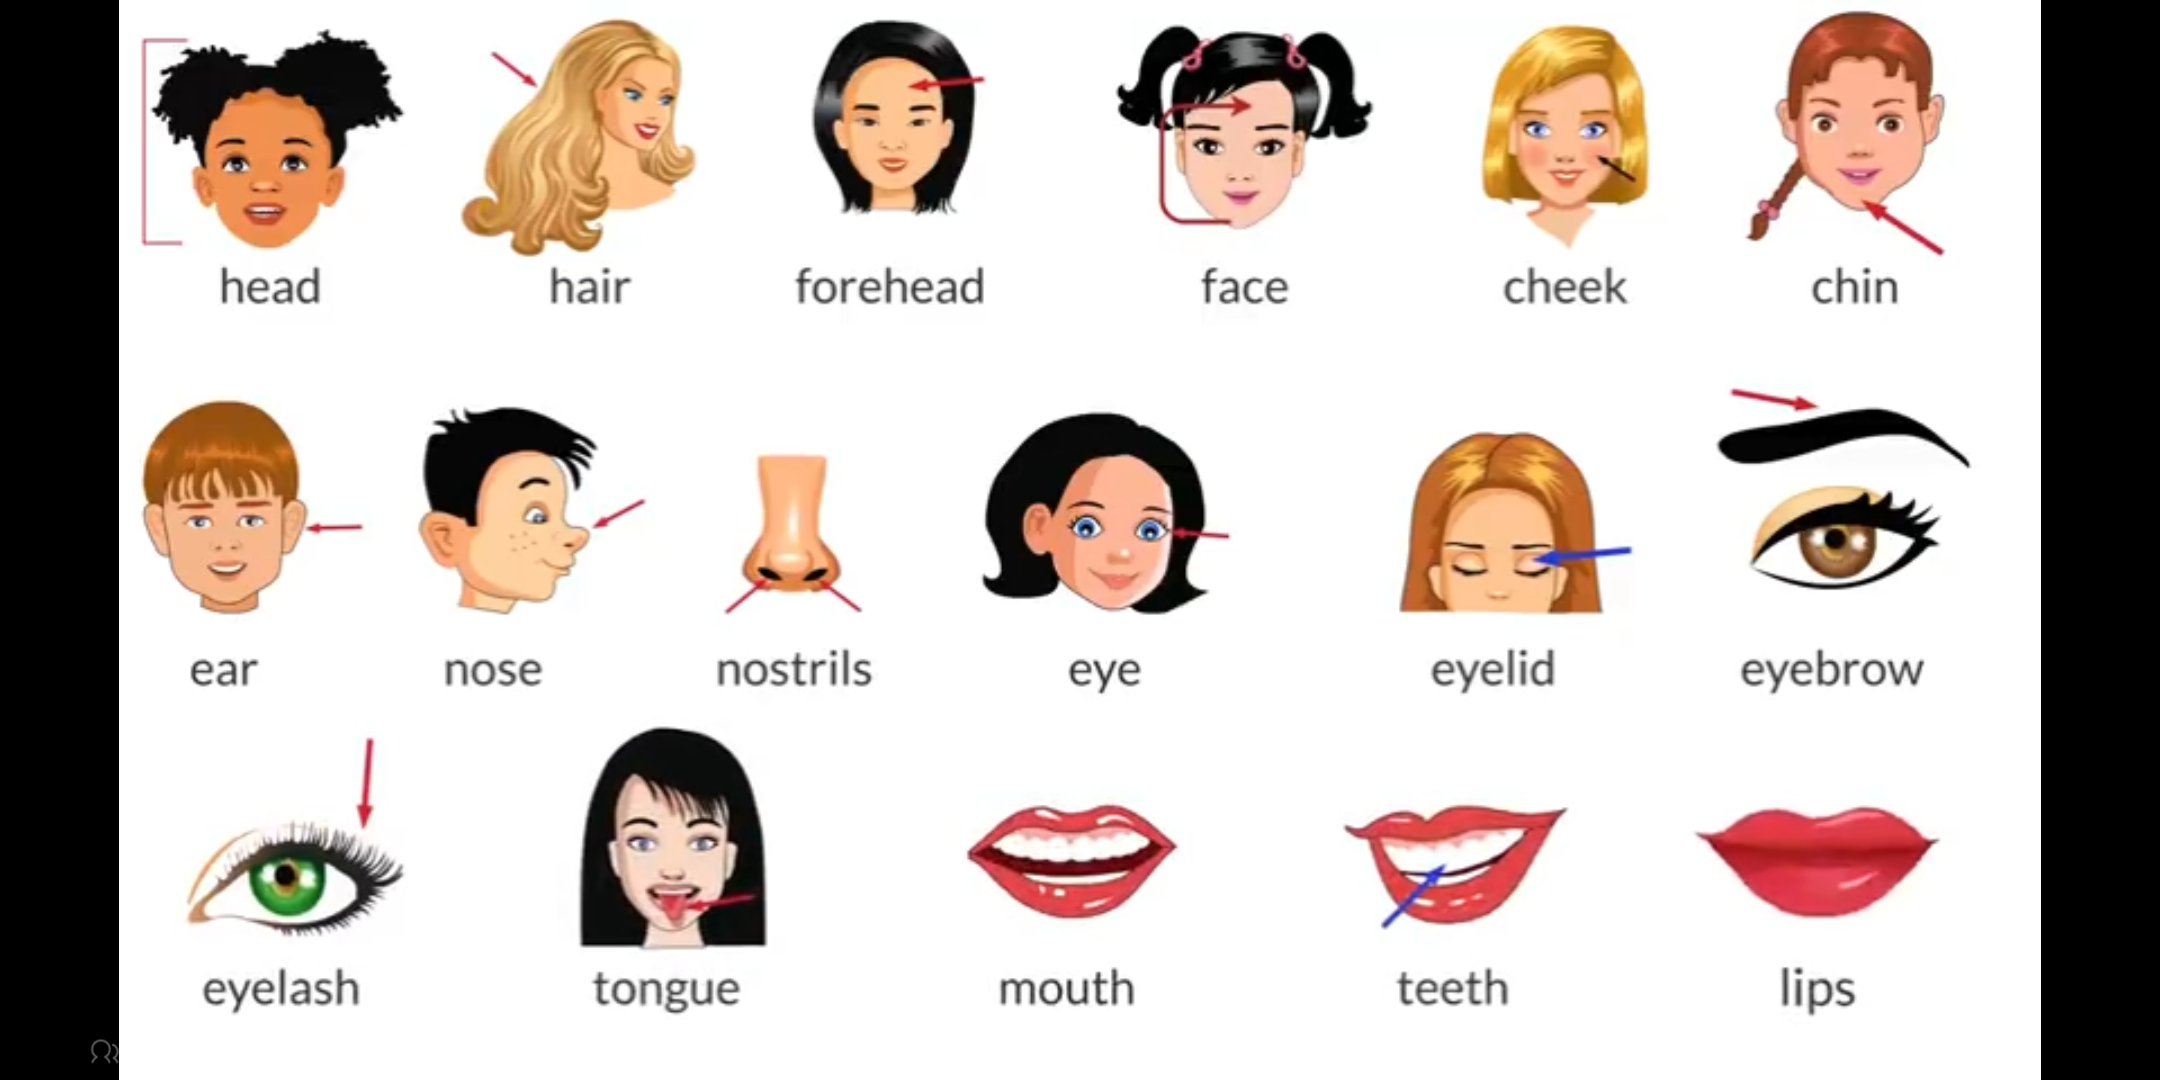 head hair forehead face cheek chin
ear nose nostrils eye eyelid eyebrow
eyelash tongue mouth teeth lips